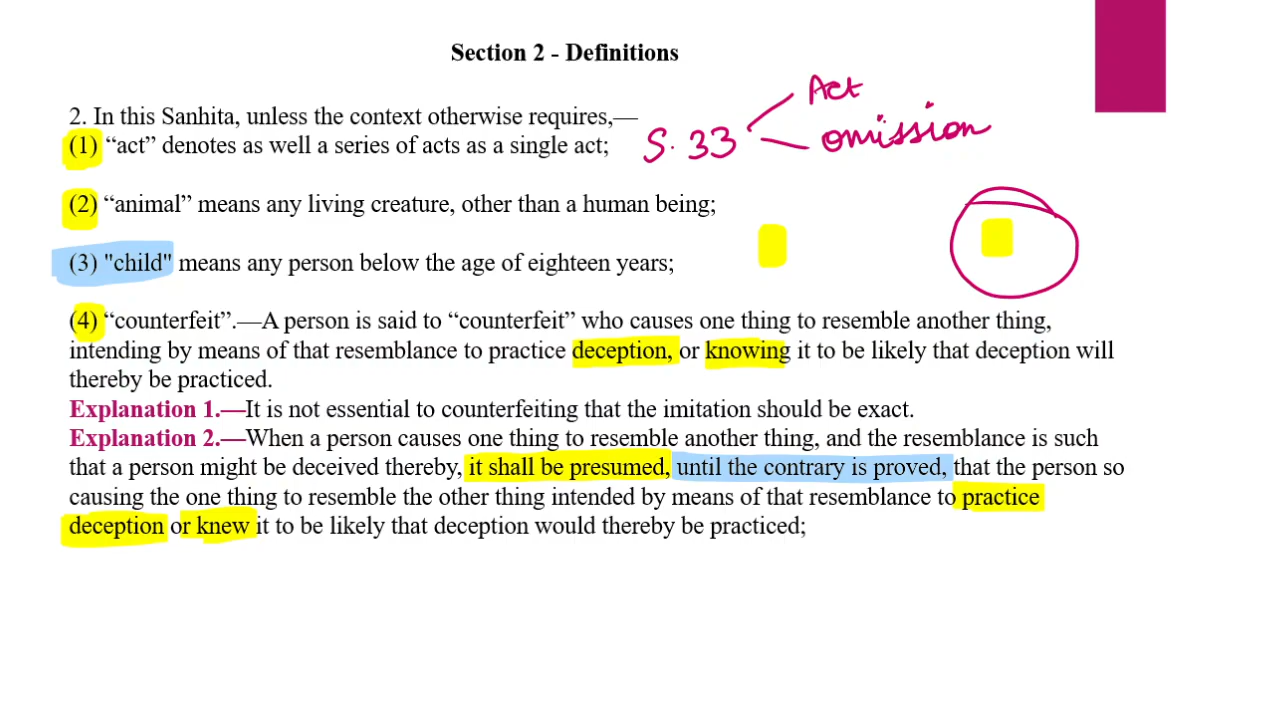 Section 2 - Definitions
2. In this Sanhita, unless the context otherwise requires,—
(1) “act” denotes as well a series of acts as a single act;
S. 33
Act
omission
(2) “animal” means any living creature, other than a human being;
(3) "child" means any person below the age of eighteen years;
(4) “counterfeit”.—A person is said to “counterfeit” who causes one thing to resemble another thing,
intending by means of that resemblance to practice deception, or knowing it to be likely that deception will
thereby be practiced.
Explanation 1.—It is not essential to counterfeiting that the imitation should be exact.
Explanation 2.—When a person causes one thing to resemble another thing, and the resemblance is such
that a person might be deceived thereby, it shall be presumed, until the contrary is proved, that the person so
causing the one thing to resemble the other thing intended by means of that resemblance to practice
deception or knew it to be likely that deception would thereby be practiced;